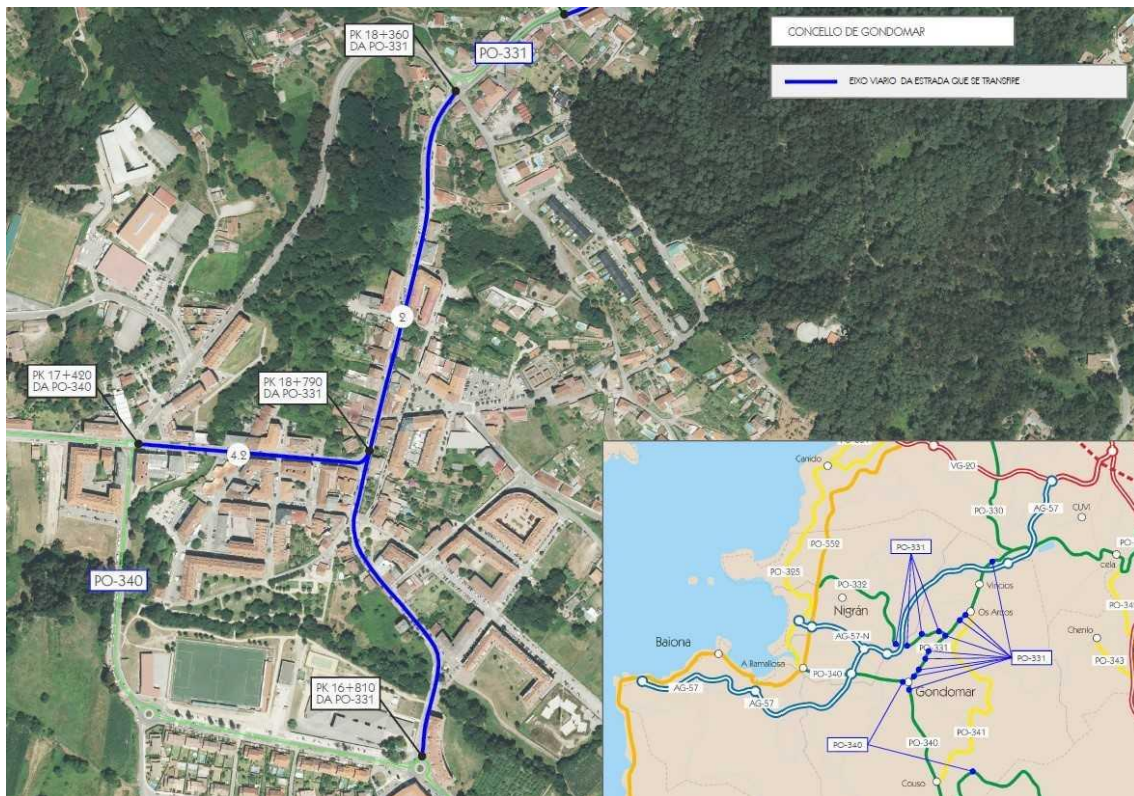 PK 18+360
DA PO-331
PO-331
CONCELLO DE GONDOMAR
EIXO VIARIO DA ESTRADA QUE SE TRANSFIRE
2
PK 17+420
DA PO-340
PK 18+790
DA PO-331
4.2
PO-340
PK 16+810
DA PO-331
Canido
VG-20
PO-330
AG-57
CUVI
PO-552
PO-325
PO-331
PO-332
Vincios
cela
Nigrán
Os Anxos
AG-57-N
Chenlo
PO-331
PO-331
PO-343
Baiona
A Ramallosa
PO-340
Gondomar
AG-57
AG-57
PO-340
PO-340
PO-341
Couso